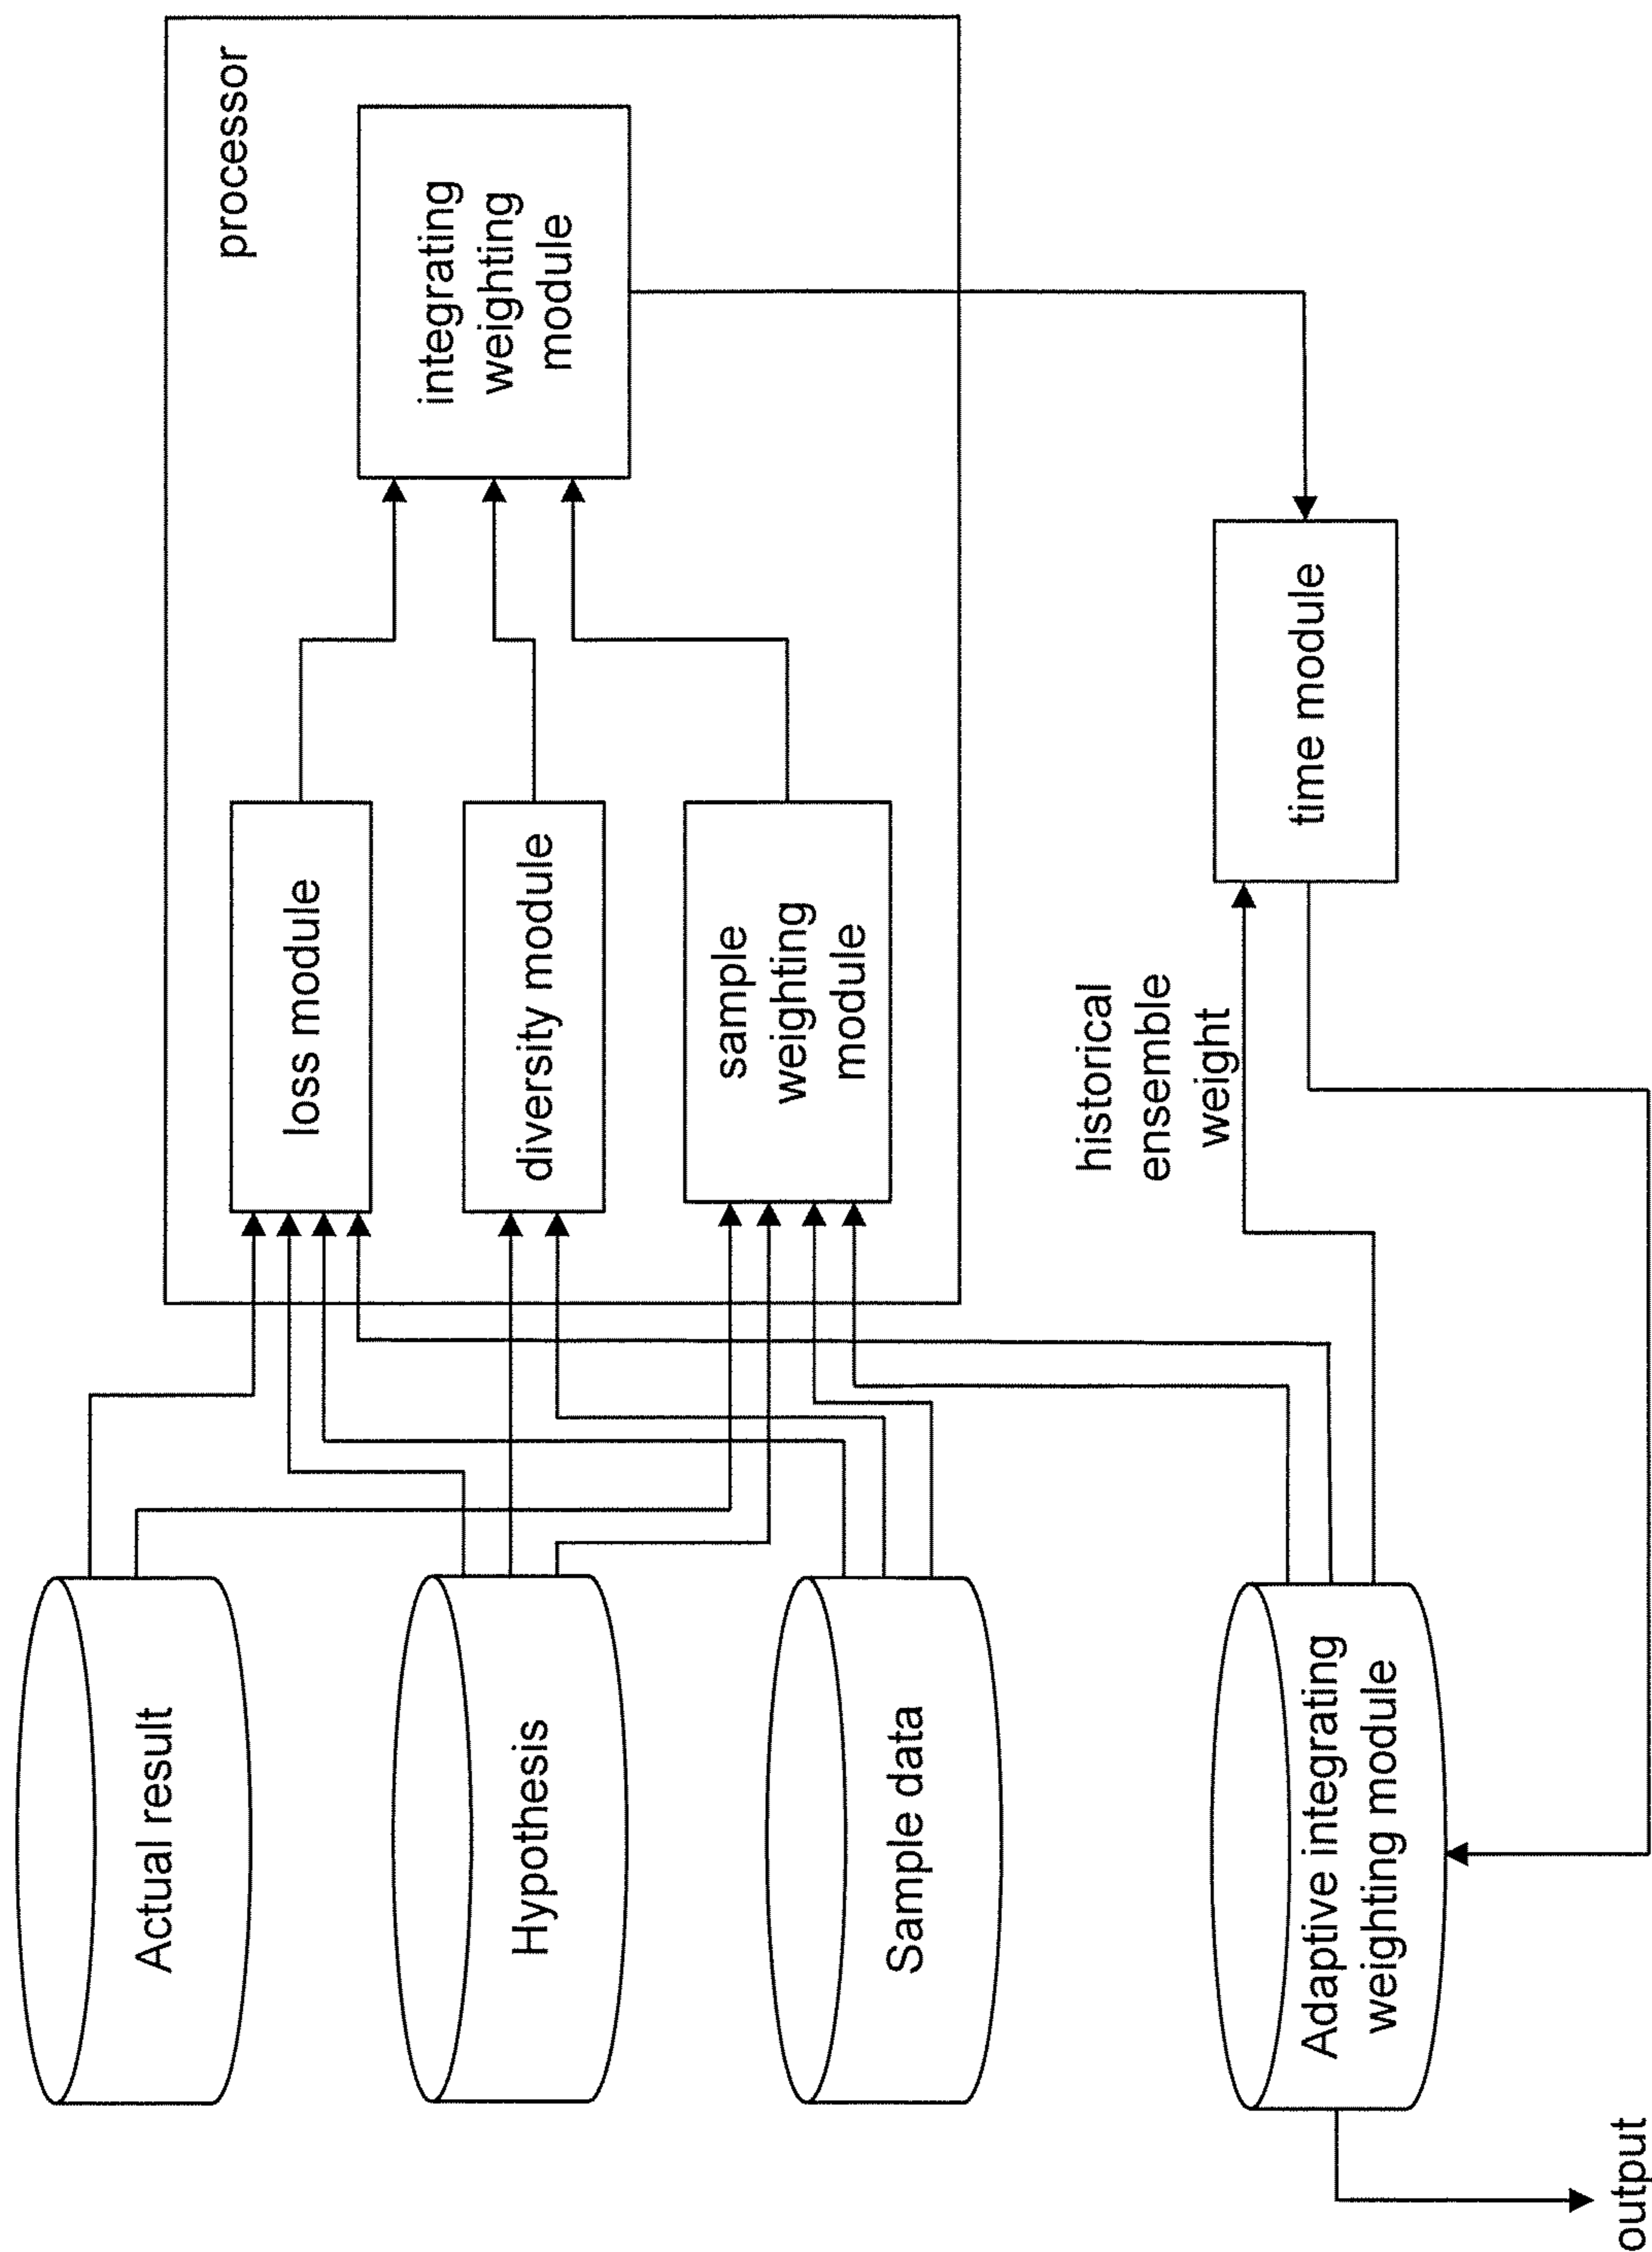 processor
Actual result
loss module
integrating
weighting
module
Hypothesis
diversity module
Sample data
sample
weighting
module
historical
ensemble
weight
time module
Adaptive integrating
weighting module
output